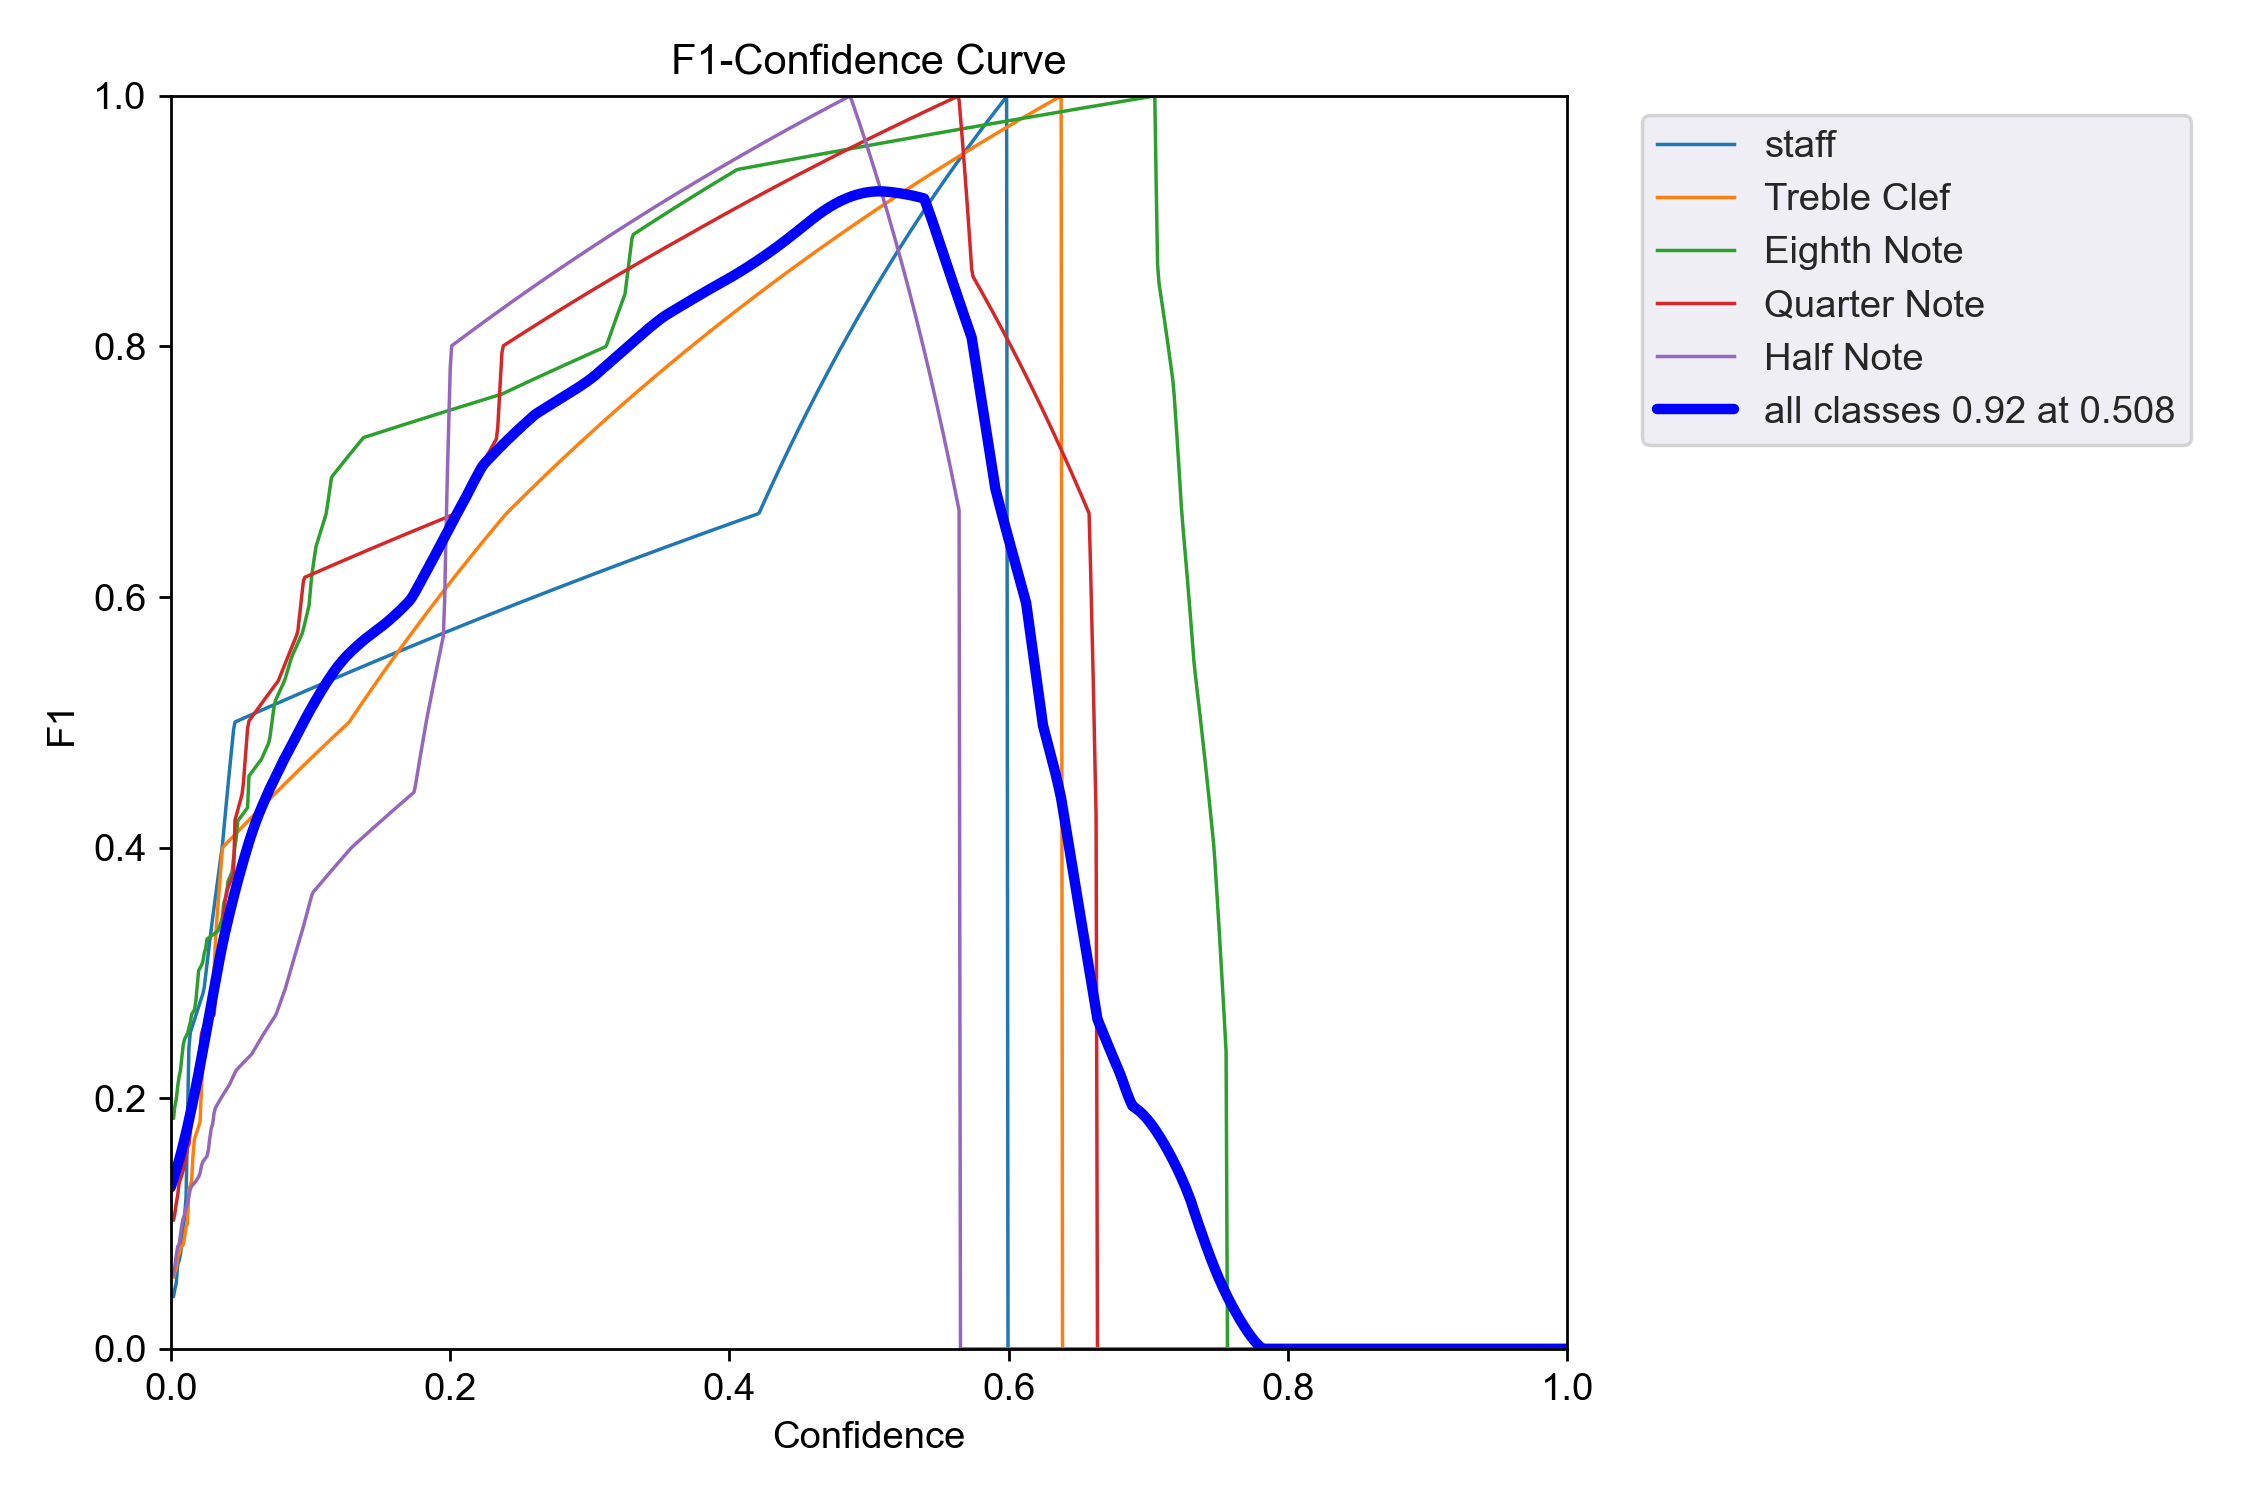 F1-Confidence Curve
1.0
0.8
0.6
0.4
0.2
0.0
F1
0.0 0.2 0.4 0.6 0.8 1.0
Confidence
staff
Treble Clef
Eighth Note
Quarter Note
Half Note
all classes 0.92 at 0.508